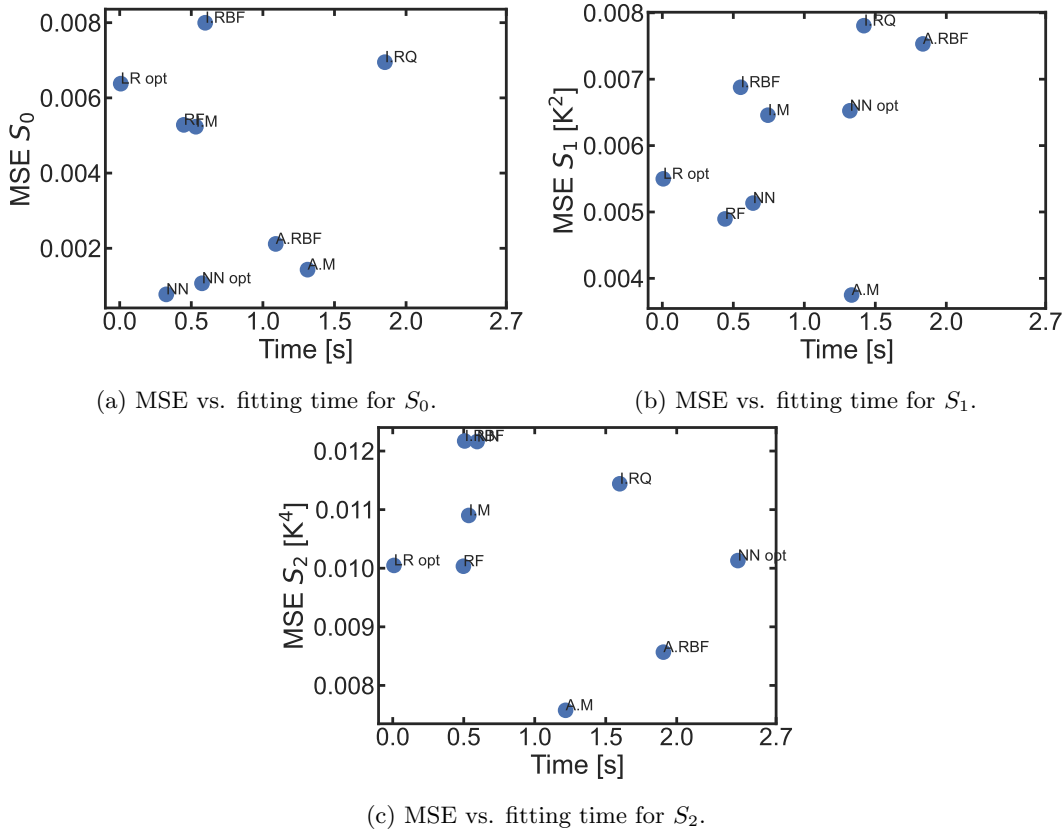 0.008
0.006
0.004
0.002
MSE S₀
I.RBF
I.RQ
LR opt
RF
I.M
A.RBF
A.M
NN opt
NN
0.0 0.5 1.0 1.5 2.0 2.7
Time [s]
(a) MSE vs. fitting time for S₀.
0.008
0.007
0.006
0.005
0.004
MSE S₁ [K²]
I.RQ
A.RBF
I.RBF
I.M
NN opt
LR opt
NN
RF
A.M
0.0 0.5 1.0 1.5 2.0 2.7
Time [s]
(b) MSE vs. fitting time for S₁.
0.012
0.011
0.010
0.009
0.008
MSE S₂ [K⁴]
I.RBF
NN
I.RQ
I.M
LR opt
RF
NN opt
A.RBF
A.M
0.0 0.5 1.0 1.5 2.0 2.7
Time [s]
(c) MSE vs. fitting time for S₂.